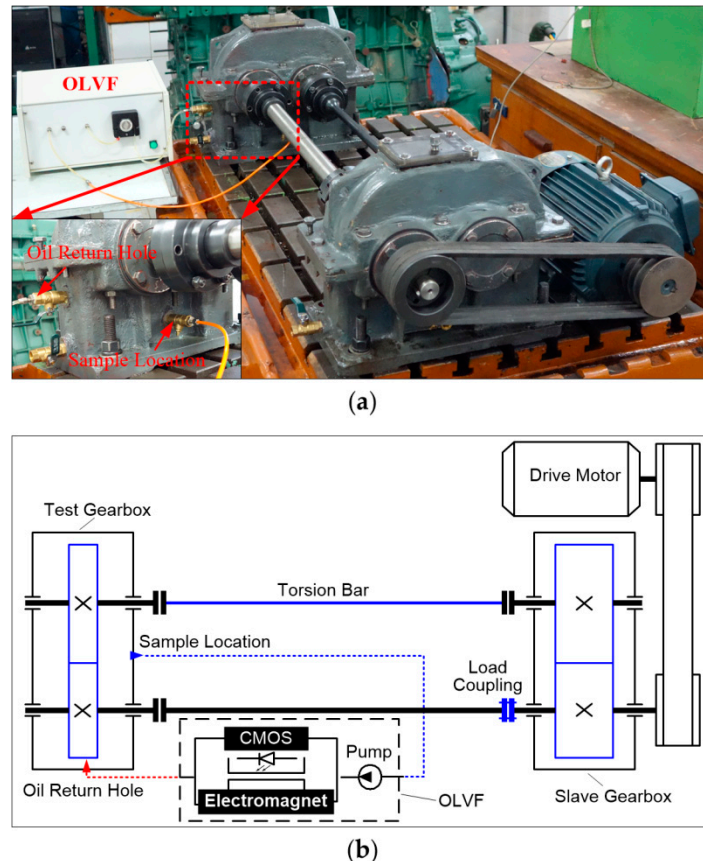 OLVF
Oil Return Hole
Sample Location
(a)
Drive Motor
Test Gearbox
Torsion Bar
Sample Location
Load
Coupling
CMOS
Pump
Electromagnet
Oil Return Hole
OLVF
Slave Gearbox
(b)